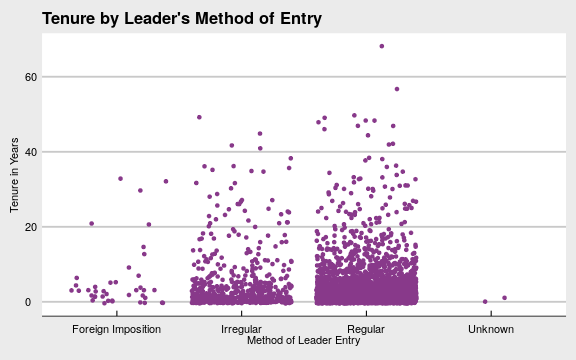 Tenure by Leader's Method of Entry
Tenure in Years
60
40
20
0
Foreign Imposition Irregular Regular Unknown
Method of Leader Entry